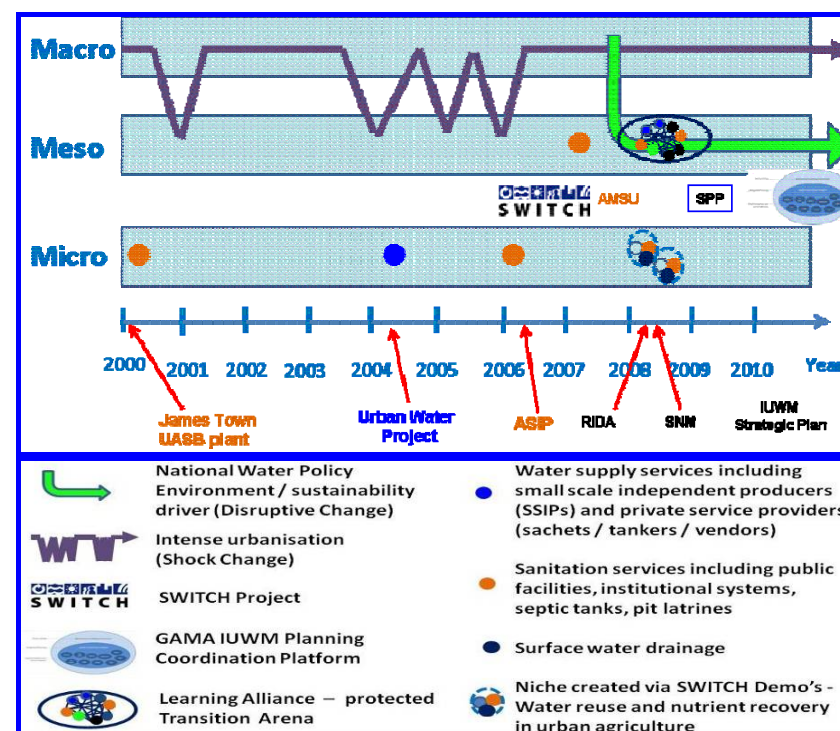 Macro
Meso
SWITCH
AMSU
SPP
Micro
2000
2001
2002
2003
2004
2005
2006
2007
2008
2009
2010
Year
James Town
UASB plant
Urban Water
Project
ASIP
RIDA
SNM
IUWM
Strategic Plan
National Water Policy
Environment / sustainability
driver (Disruptive Change)
Intense urbanisation
(Shock Change)
SWITCH
SWITCH Project
GAMA IUWM Planning
Coordination Platform
Learning Alliance – protected
Transition Arena
Water supply services including
small scale independent producers
(SSIPs) and private service providers
(sachets / tankers / vendors)
Sanitation services including public
facilities, institutional systems,
septic tanks, pit latrines
Surface water drainage
Niche created via SWITCH Demo's -
Water reuse and nutrient recovery
in urban agriculture